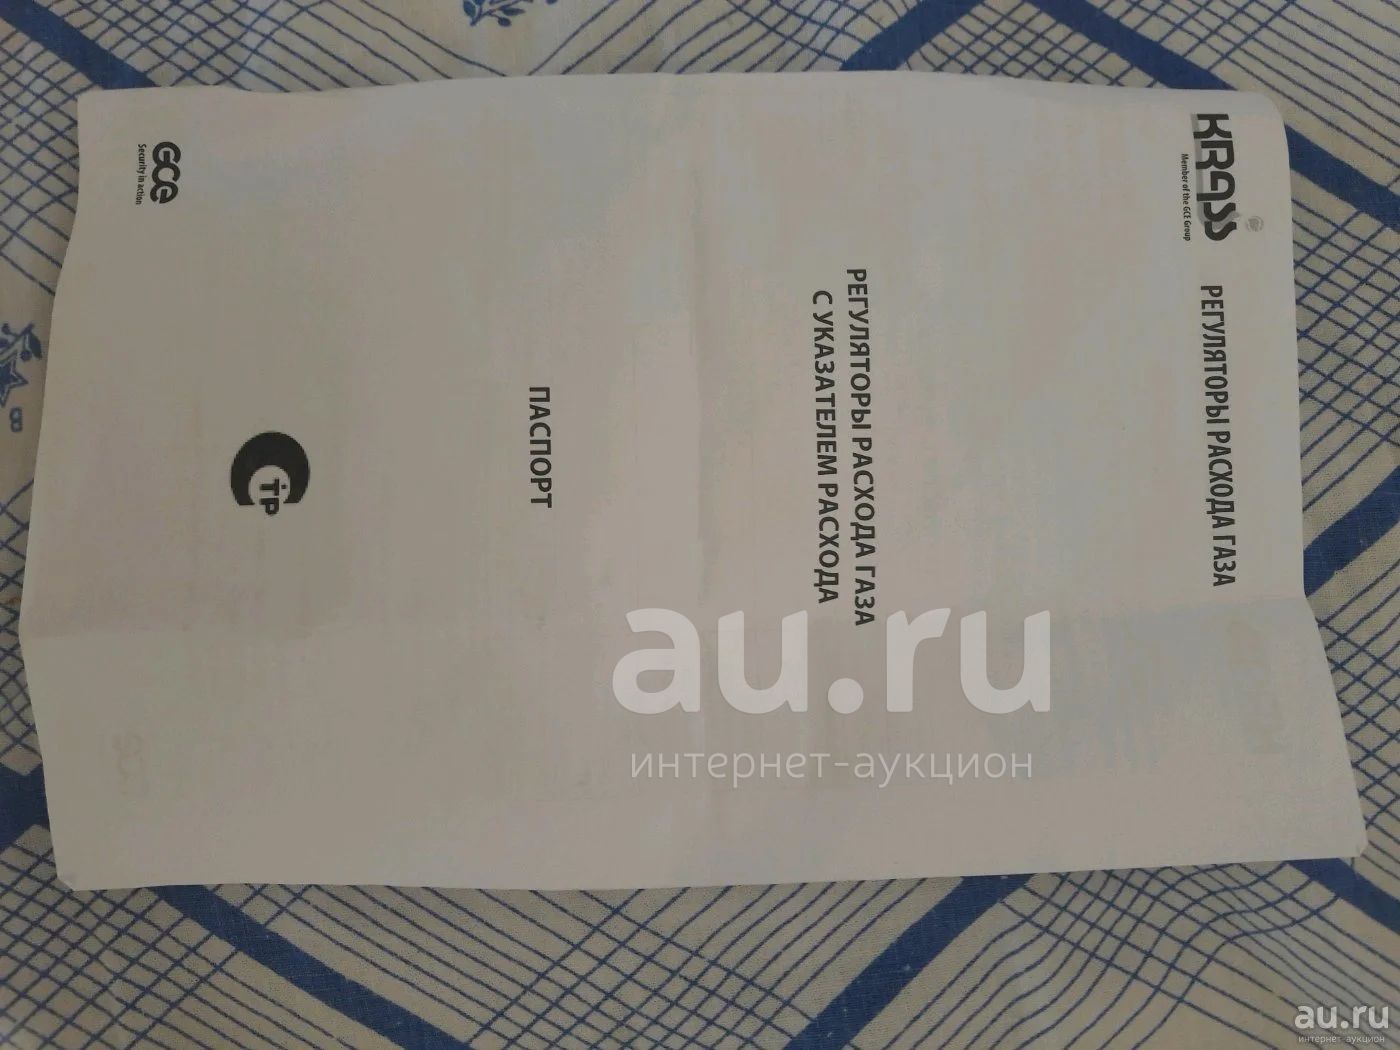 KRASS
Member of the GCE Group
РЕГУЛЯТОРЫ РАСХОДА ГАЗА
РЕГУЛЯТОРЫ РАСХОДА ГАЗА
С УКАЗАТЕЛЕМ РАСХОДА
ПАСПОРТ
GCE
Security in action
au.ru
интернет-аукцион
au.ru
интернет-аукцион